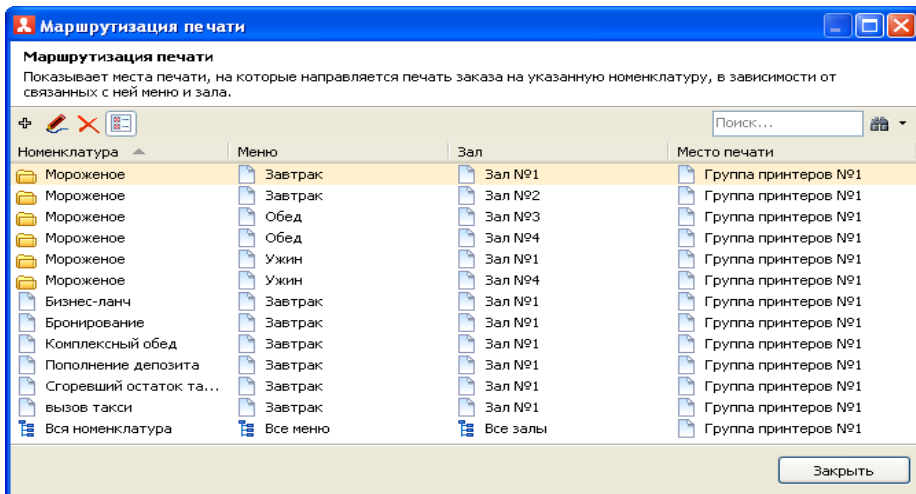 Маршрутизация печати
Маршрутизация печати
Показывает места печати, на которые направляется печать заказа на указанную номенклатуру, в зависимости от
связанных с ней меню и зала.
Поиск...
Номенклатура Меню Зал Место печати
Мороженое Завтрак Зал №1 Группа принтеров №1
Мороженое Завтрак Зал №2 Группа принтеров №1
Мороженое Обед Зал №3 Группа принтеров №1
Мороженое Обед Зал №4 Группа принтеров №1
Мороженое Ужин Зал №1 Группа принтеров №1
Мороженое Ужин Зал №4 Группа принтеров №1
Бизнес-ланч Завтрак Зал №1 Группа принтеров №1
Бронирование Завтрак Зал №1 Группа принтеров №1
Комплексный обед Завтрак Зал №1 Группа принтеров №1
Пополнение депозита Завтрак Зал №1 Группа принтеров №1
Сгоревший остаток та... Завтрак Зал №1 Группа принтеров №1
вызов такси Завтрак Зал №1 Группа принтеров №1
Вся номенклатура Все меню Все залы Группа принтеров №1
Закрыть